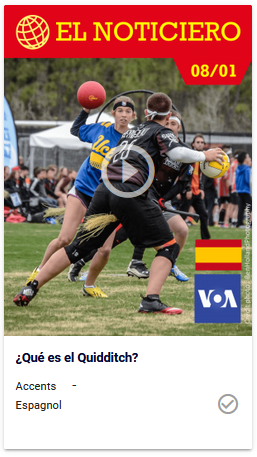 EL NOTICIERO
08/01
VOA
¿Qué es el Quidditch?
Accents -
Espagnol